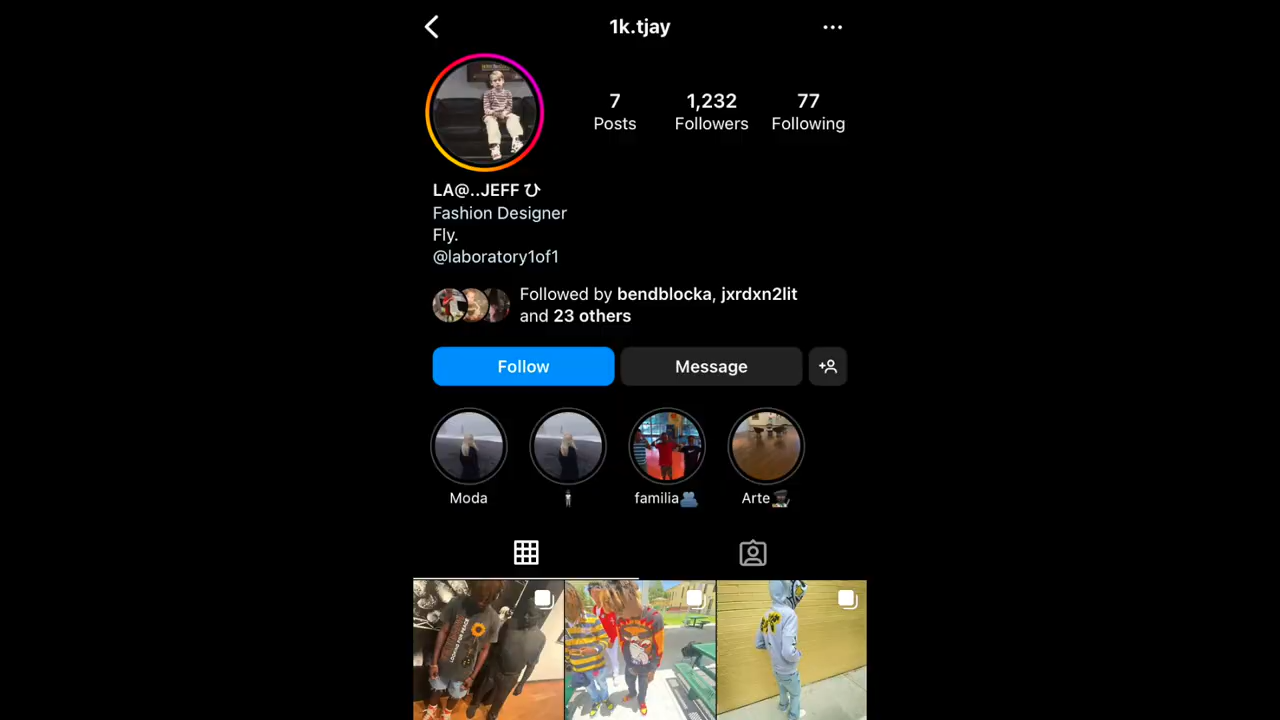 1k.tjay
7
1,232
77
Posts
Followers
Following
LA@..JEFF ひ
Fashion Designer
Fly.
@laboratory1of1
Followed by bendblocka, jxrdxn2lit
and 23 others
Follow
Message
Moda
familia🫂
Arte